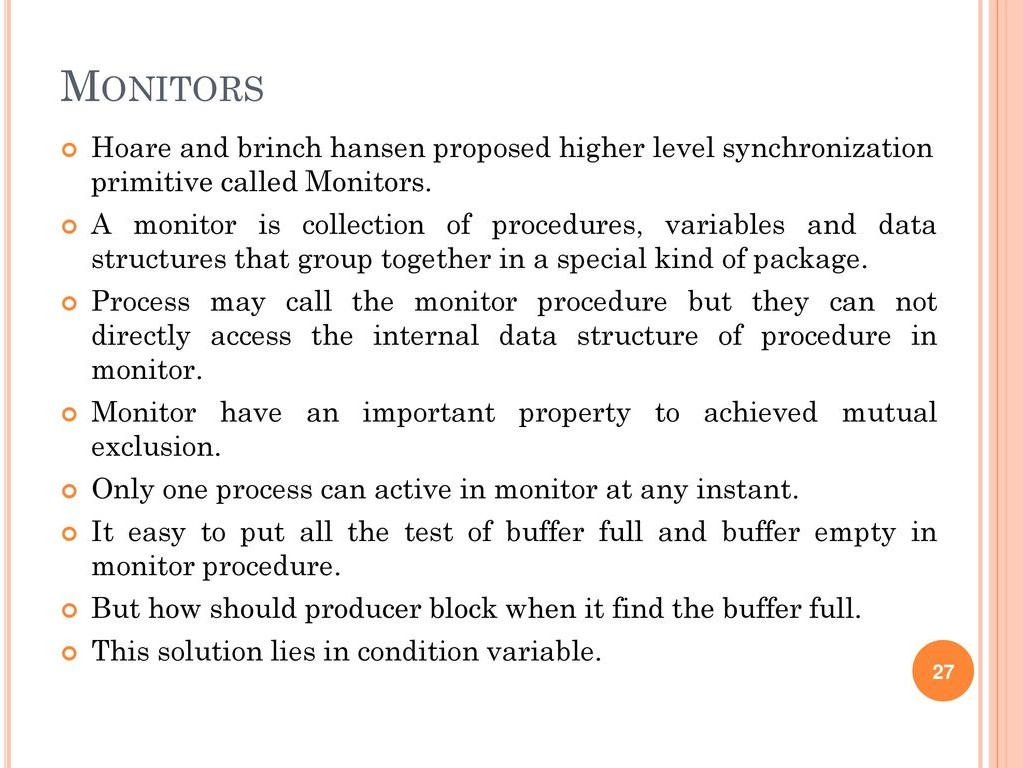 MONITORS
Hoare and brinch hansen proposed higher level synchronization
primitive called Monitors.
A monitor is collection of procedures, variables and data
structures that group together in a special kind of package.
Process may call the monitor procedure but they can not
directly access the internal data structure of procedure in
monitor.
Monitor have an important property to achieved mutual
exclusion.
Only one process can active in monitor at any instant.
It easy to put all the test of buffer full and buffer empty in
monitor procedure.
But how should producer block when it find the buffer full.
This solution lies in condition variable.
27